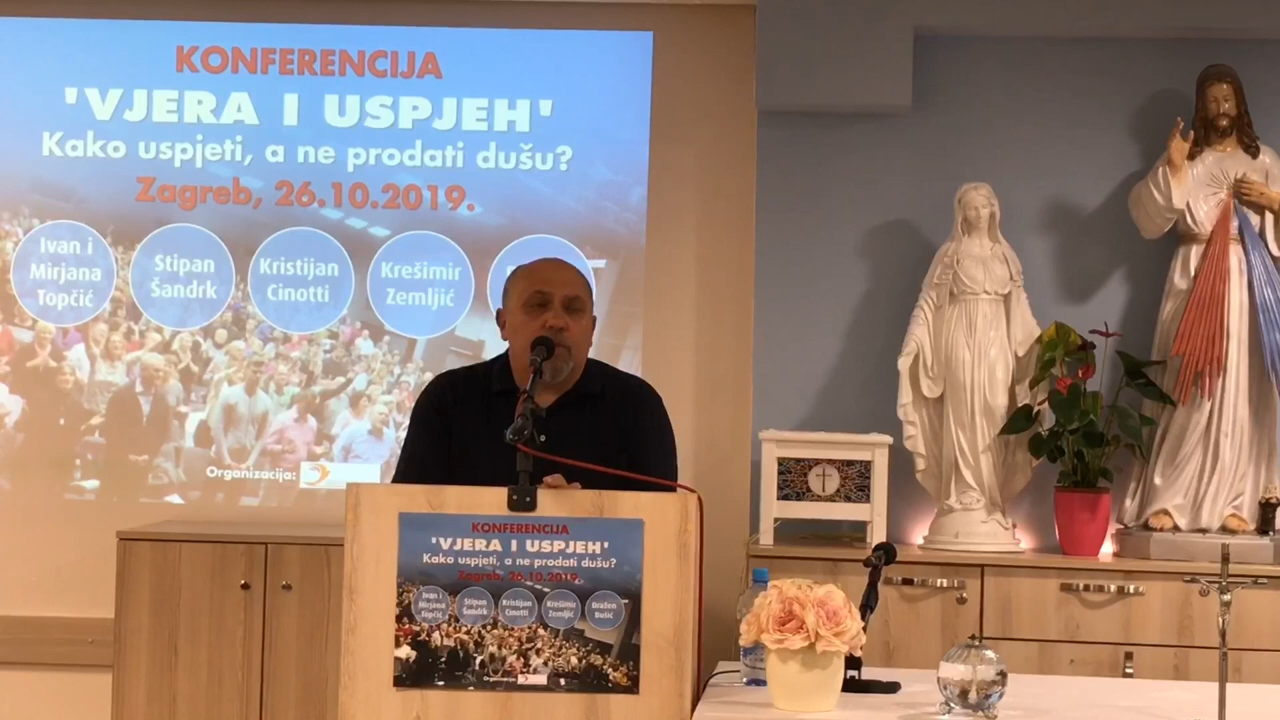 KONFERENCIJA
'VJERA I USPJEH'
Kako uspjeti, a ne prodati dušu?
Zagreb, 26.10.2019.
Ivan i
Mirjana
Topčić
Stipan
Šandrk
Kristijan
Cinotti
Krešimir
Zemljić
Organizacija:
KONFERENCIJA
'VJERA I USPJEH'
Kako uspjeti, a ne prodati dušu?
Zagreb, 26.10.2019.
Ivan i
Mirjana
Topčić
Stipan
Šandrk
Kristijan
Cinotti
Krešimir
Zemljić
Dražen
Bušić
Organizacija: